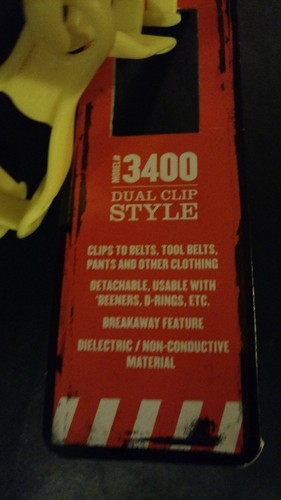 MODEL# 3400
DUAL CLIP
STYLE
CLIPS TO BELTS, TOOL BELTS,
PANTS AND OTHER CLOTHING
DETACHABLE, USABLE WITH
'BEENERS, D-RINGS, ETC.
BREAKAWAY FEATURE
DIELECTRIC / NON-CONDUCTIVE
MATERIAL